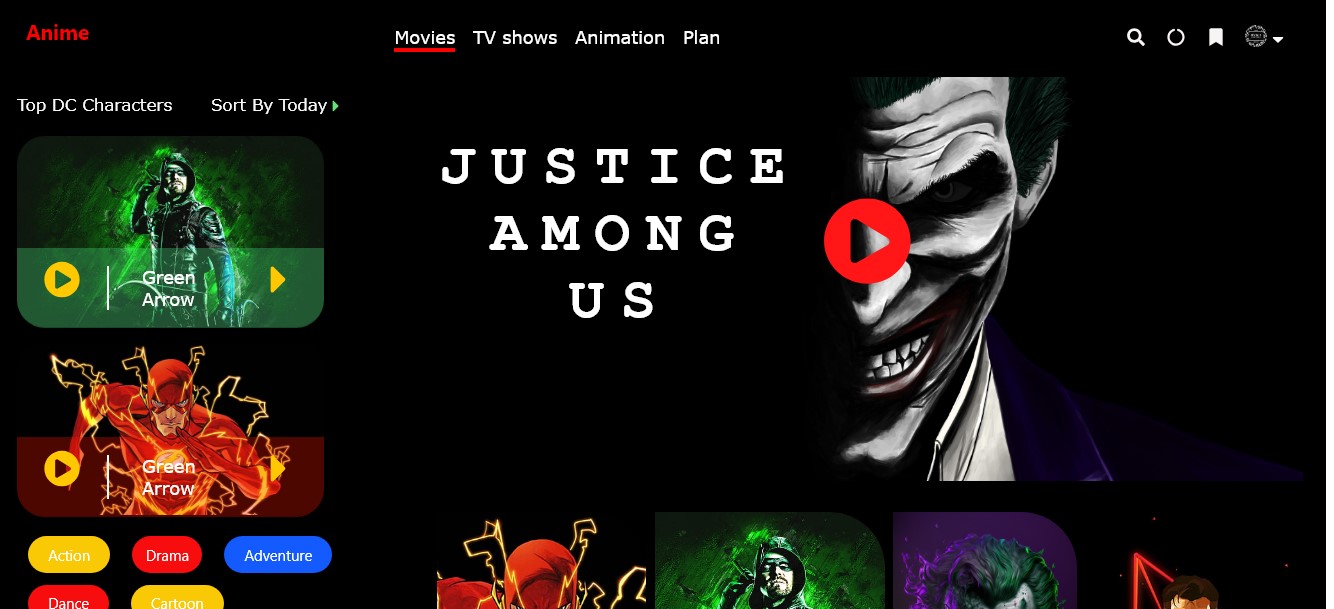 Anime
Movies TV shows Animation Plan
Top DC Characters Sort By Today
JUSTICE
AMONG
US
Green
Arrow
Green
Arrow
Action Drama Adventure
Dance Cartoon